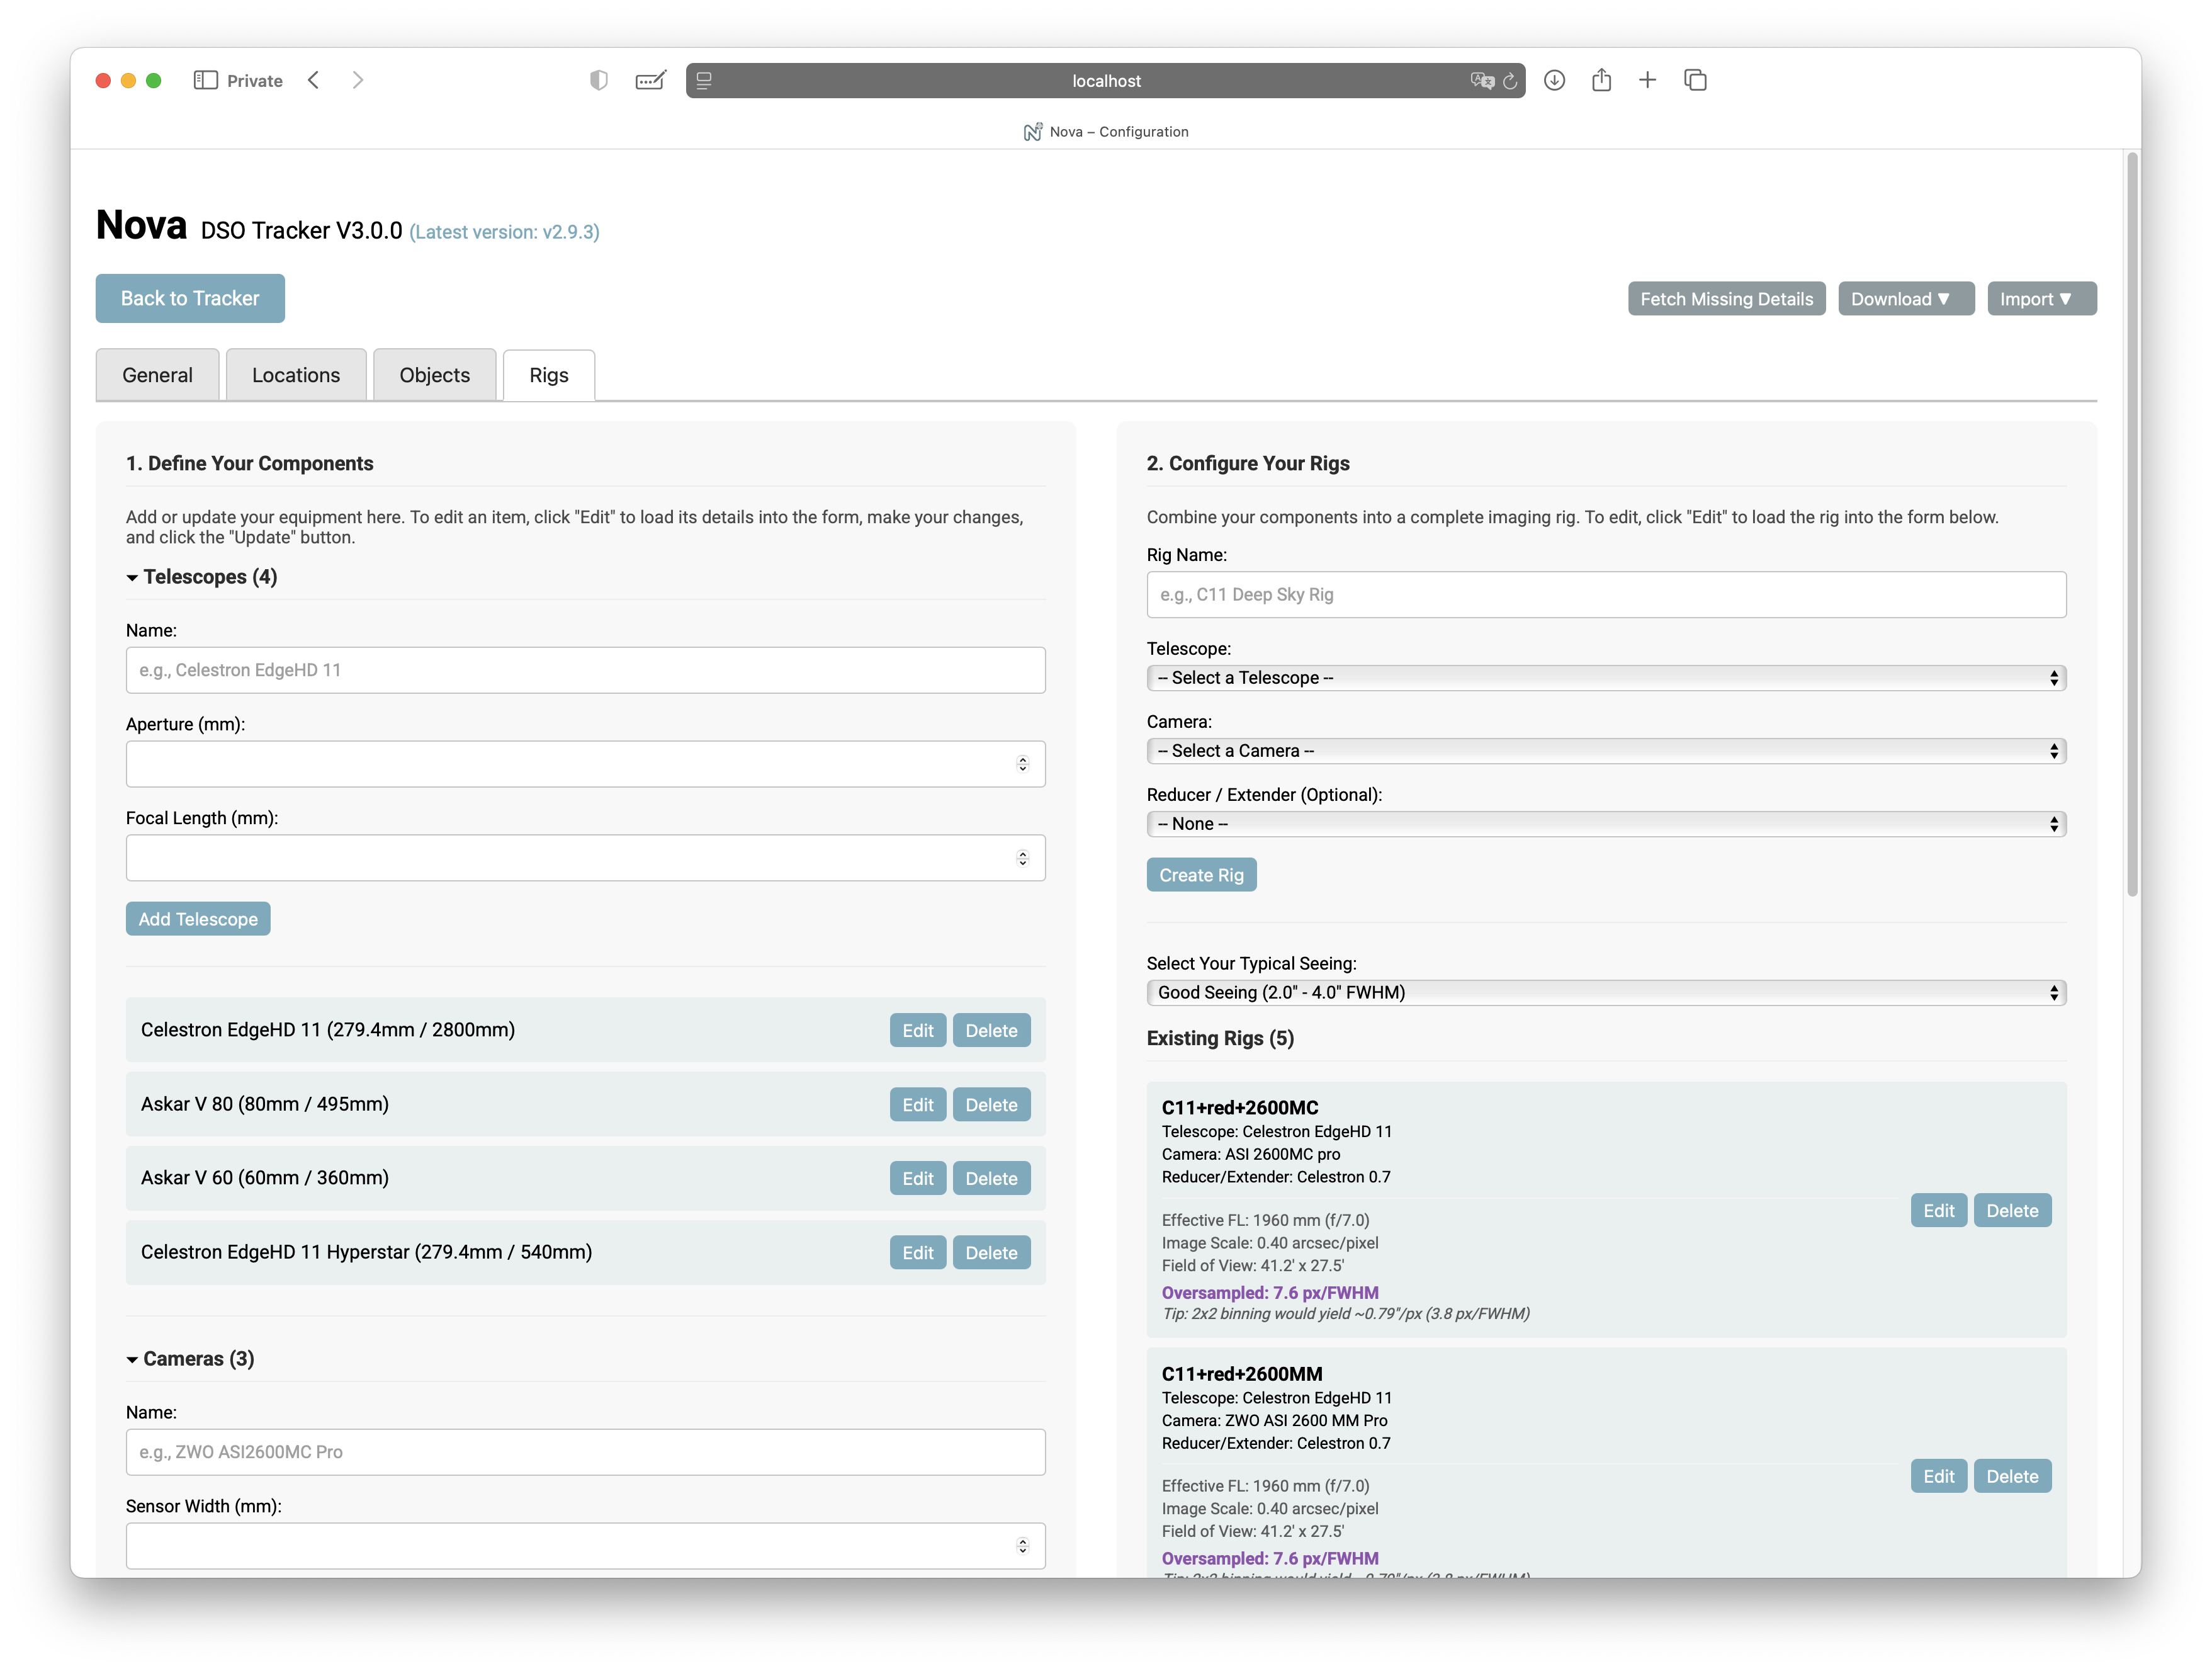 Private
localhost
Nova – Configuration
Nova DSO Tracker V3.0.0 (Latest version: v2.9.3)
Back to Tracker
Fetch Missing Details
Download ▼
Import ▼
General
Locations
Objects
Rigs
1. Define Your Components
Add or update your equipment here. To edit an item, click "Edit" to load its details into the form, make your changes,
and click the "Update" button.
Telescopes (4)
Name:
e.g., Celestron EdgeHD 11
Aperture (mm):
Focal Length (mm):
Add Telescope
Celestron EdgeHD 11 (279.4mm / 2800mm)
Edit
Delete
Askar V 80 (80mm / 495mm)
Edit
Delete
Askar V 60 (60mm / 360mm)
Edit
Delete
Celestron EdgeHD 11 Hyperstar (279.4mm / 540mm)
Edit
Delete
Cameras (3)
Name:
e.g., ZWO ASI2600MC Pro
Sensor Width (mm):
2. Configure Your Rigs
Combine your components into a complete imaging rig. To edit, click "Edit" to load the rig into the form below.
Rig Name:
e.g., C11 Deep Sky Rig
Telescope:
-- Select a Telescope --
Camera:
-- Select a Camera --
Reducer / Extender (Optional):
-- None --
Create Rig
Select Your Typical Seeing:
Good Seeing (2.0" - 4.0" FWHM)
Existing Rigs (5)
C11+red+2600MC
Telescope: Celestron EdgeHD 11
Camera: ASI 2600MC pro
Reducer/Extender: Celestron 0.7
Effective FL: 1960 mm (f/7.0)
Image Scale: 0.40 arcsec/pixel
Field of View: 41.2' x 27.5'
Oversampled: 7.6 px/FWHM
Tip: 2x2 binning would yield ~0.79"/px (3.8 px/FWHM)
Edit
Delete
C11+red+2600MM
Telescope: Celestron EdgeHD 11
Camera: ZWO ASI 2600 MM Pro
Reducer/Extender: Celestron 0.7
Effective FL: 1960 mm (f/7.0)
Image Scale: 0.40 arcsec/pixel
Field of View: 41.2' x 27.5'
Oversampled: 7.6 px/FWHM
Tip: 2x2 binning would yield ~0.79"/px (3.8 px/FWHM)
Edit
Delete